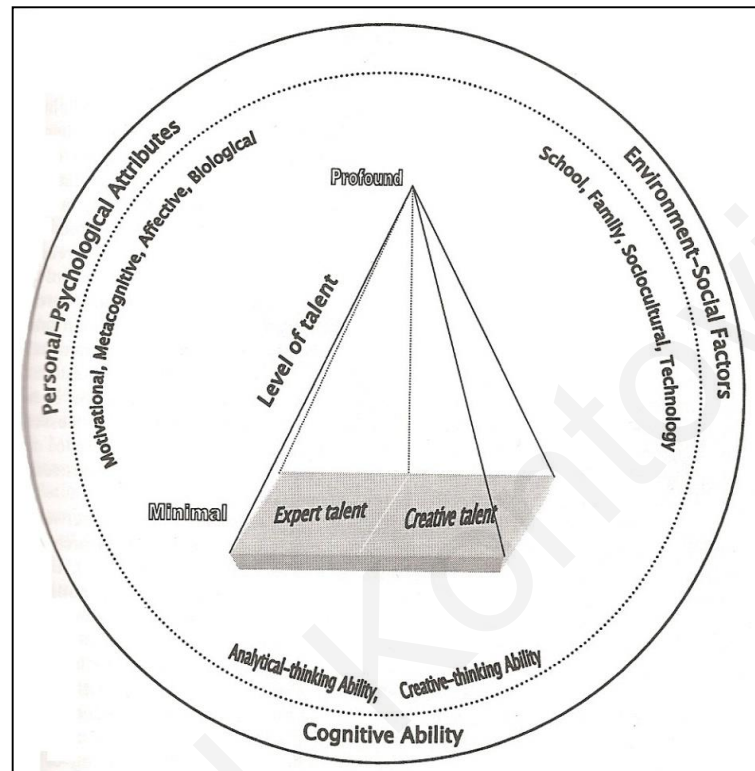 Personal–Psychological Attributes
Motivational, Metacognitive, Affective, Biological
Environment–Social Factors
School, Family, Sociocultural, Technology
Profound
Level of talent
Minimal
Expert talent
Creative talent
Analytical–thinking Ability,
Creative–thinking Ability
Cognitive Ability